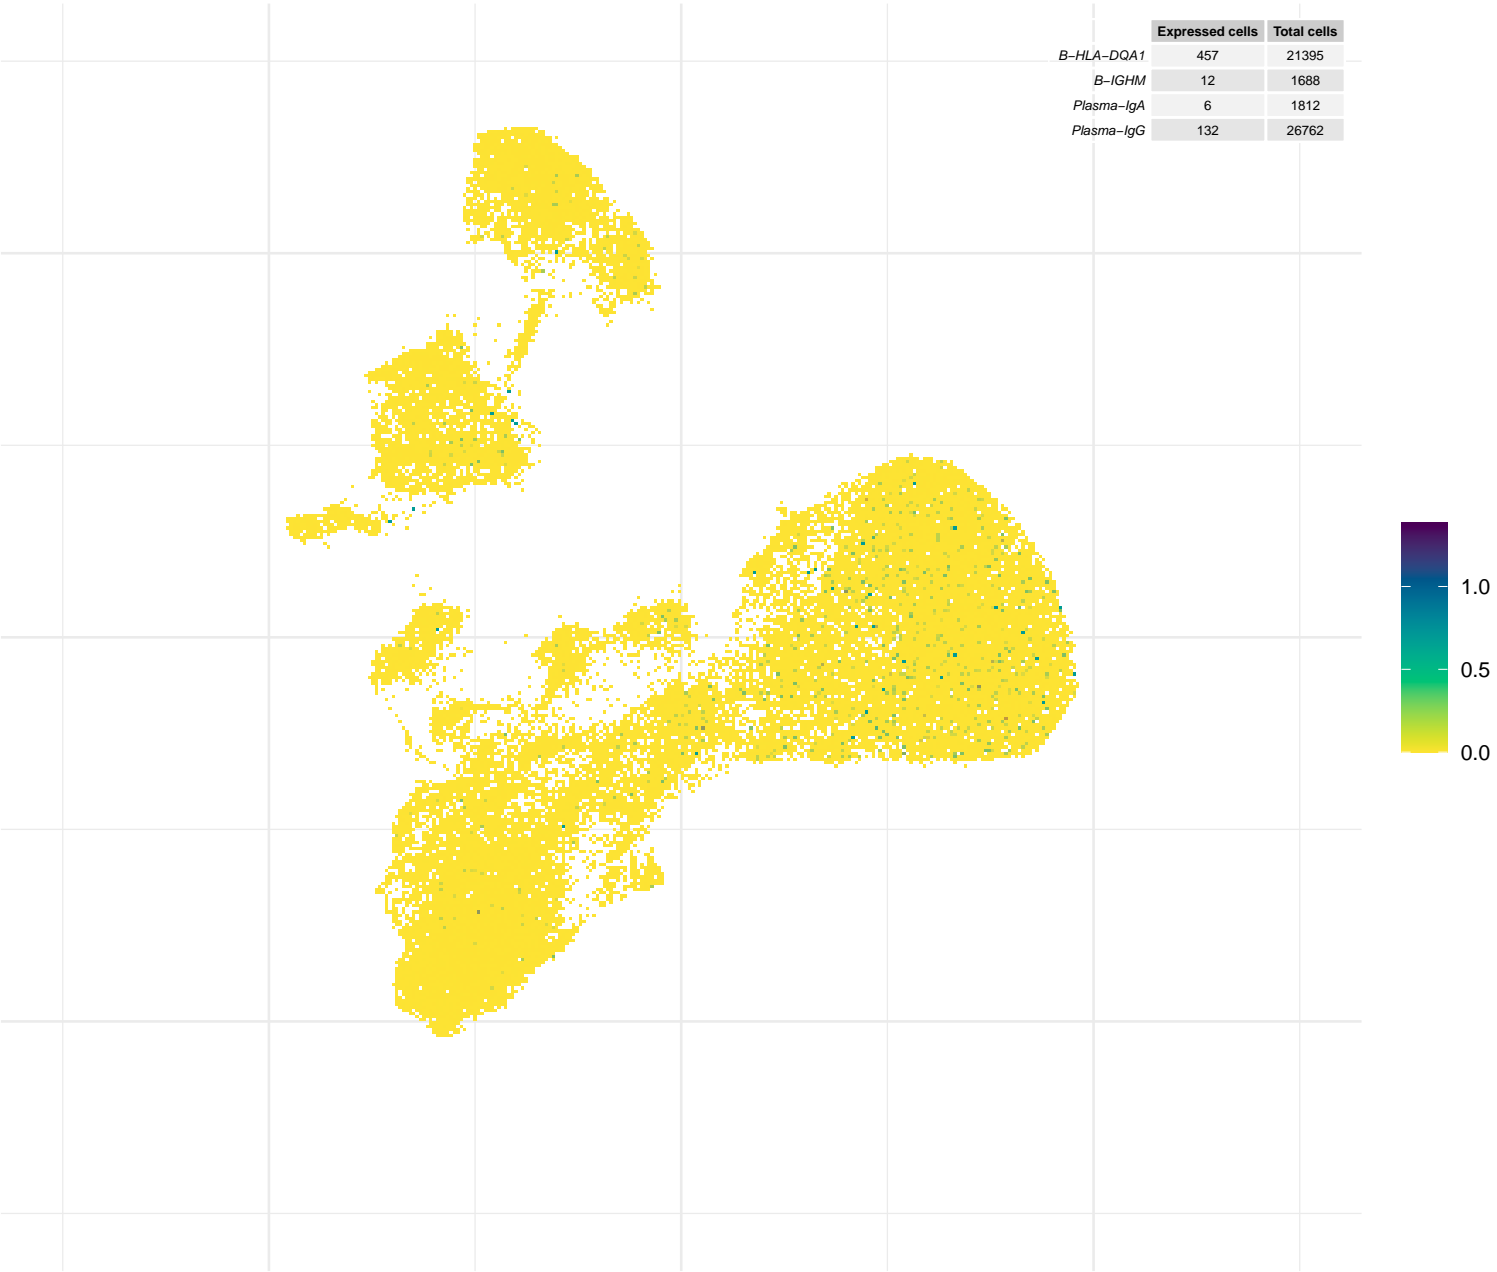 Expressed cells Total cells
B−HLA−DQA1 457 21395
B−IGHM 12 1688
Plasma−IgA 6 1812
Plasma−IgG 132 26762
1.0
0.5
0.0